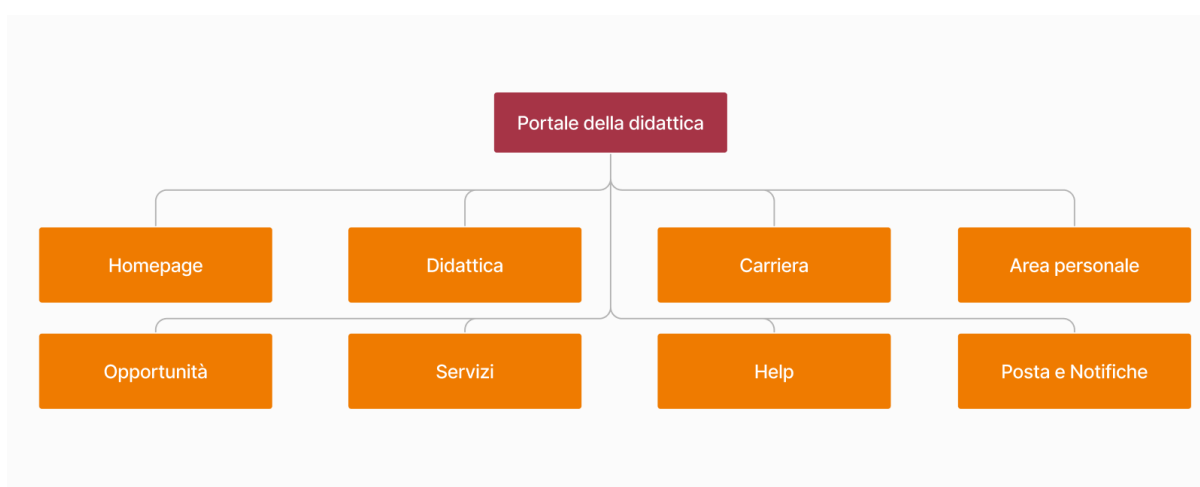 Portale della didattica
Homepage
Didattica
Carriera
Area personale
Opportunità
Servizi
Help
Posta e Notifiche